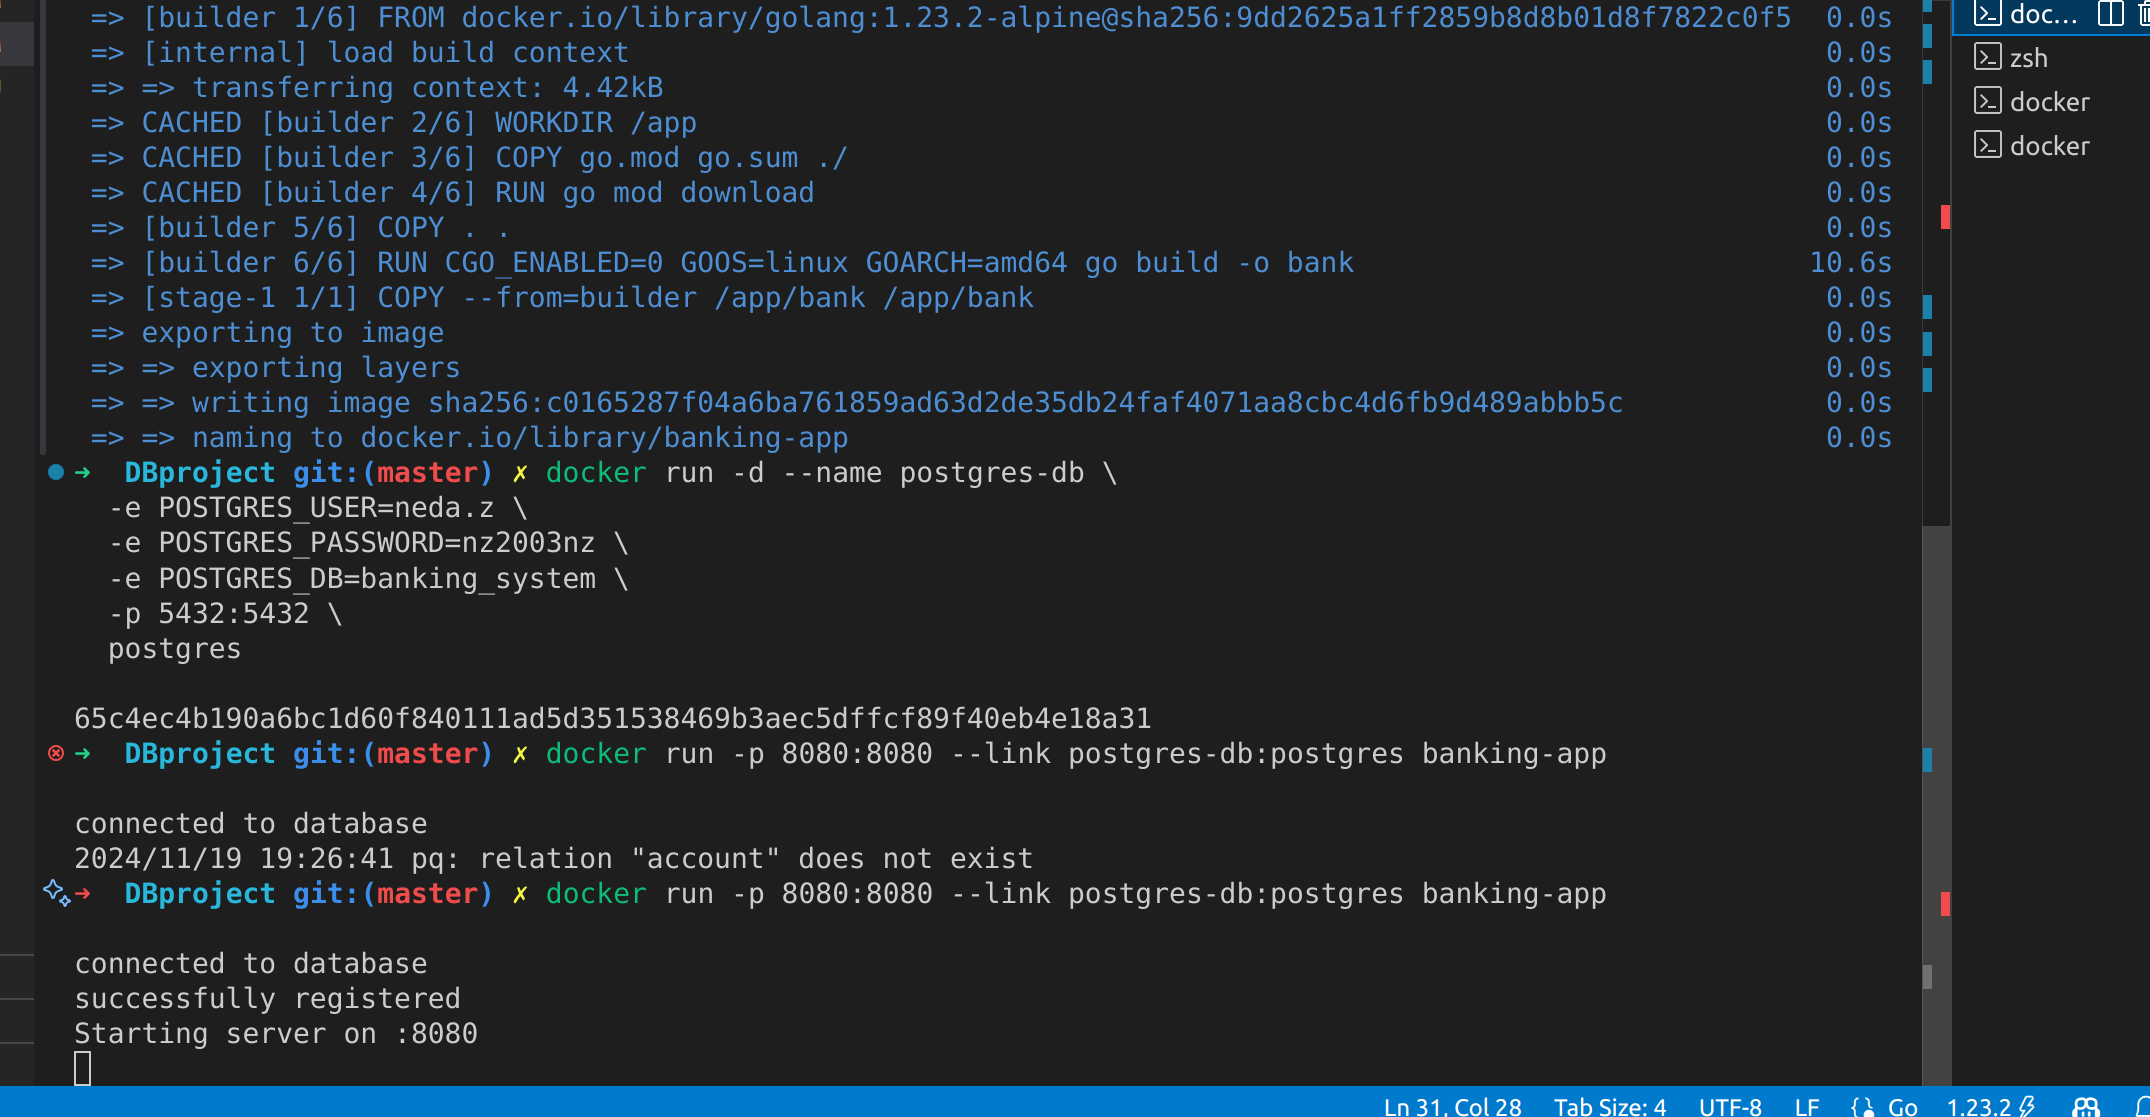 => [builder 1/6] FROM docker.io/library/golang:1.23.2-alpine@sha256:9dd2625a1ff2859b8d8b01d8f7822c0f5 0.0s
=> [internal] load build context 0.0s
=> => transferring context: 4.42kB 0.0s
=> CACHED [builder 2/6] WORKDIR /app 0.0s
=> CACHED [builder 3/6] COPY go.mod go.sum ./ 0.0s
=> CACHED [builder 4/6] RUN go mod download 0.0s
=> [builder 5/6] COPY . . 0.0s
=> [builder 6/6] RUN CGO_ENABLED=0 GOOS=linux GOARCH=amd64 go build -o bank 10.6s
=> [stage-1 1/1] COPY --from=builder /app/bank /app/bank 0.0s
=> exporting to image 0.0s
=> => exporting layers 0.0s
=> => writing image sha256:c0165287f04a6ba761859ad63d2de35db24faf4071aa8cbc4d6fb9d489abbb5c 0.0s
=> => naming to docker.io/library/banking-app 0.0s
➜ DBproject git:(master) ✗ docker run -d --name postgres-db \
-e POSTGRES_USER=neda.z \
-e POSTGRES_PASSWORD=nz2003nz \
-e POSTGRES_DB=banking_system \
-p 5432:5432 \
postgres
65c4ec4b190a6bc1d60f840111ad5d351538469b3aec5dffcf89f40eb4e18a31
➜ DBproject git:(master) ✗ docker run -p 8080:8080 --link postgres-db:postgres banking-app
connected to database
2024/11/19 19:26:41 pq: relation "account" does not exist
➜ DBproject git:(master) ✗ docker run -p 8080:8080 --link postgres-db:postgres banking-app
connected to database
successfully registered
Starting server on :8080
doc...
zsh
docker
docker
Ln 31, Col 28 Tab Size: 4 UTF-8 LF Go 1.23.2